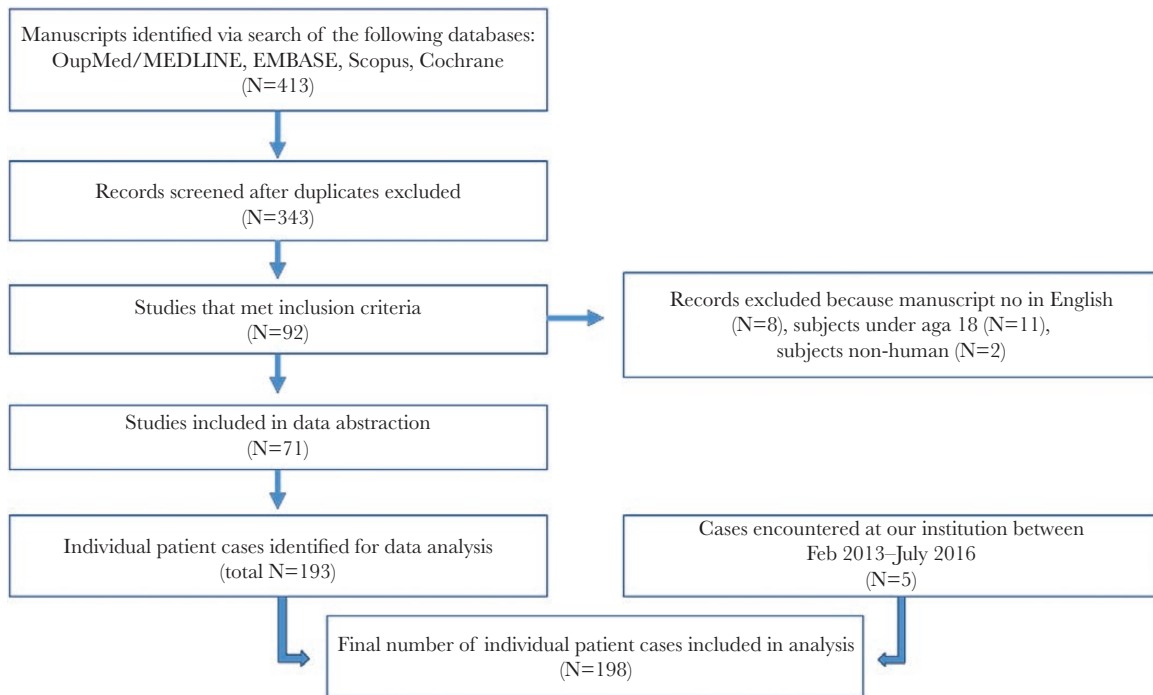 Manuscripts identified via search of the following databases:
OupMed/MEDLINE, EMBASE, Scopus, Cochrane
(N=413)
Records screened after duplicates excluded
(N=343)
Studies that met inclusion criteria
(N=92)
Records excluded because manuscript no in English
(N=8), subjects under aga 18 (N=11),
subjects non-human (N=2)
Studies included in data abstraction
(N=71)
Individual patient cases identified for data analysis
(total N=193)
Cases encountered at our institution between
Feb 2013–July 2016
(N=5)
Final number of individual patient cases included in analysis
(N=198)